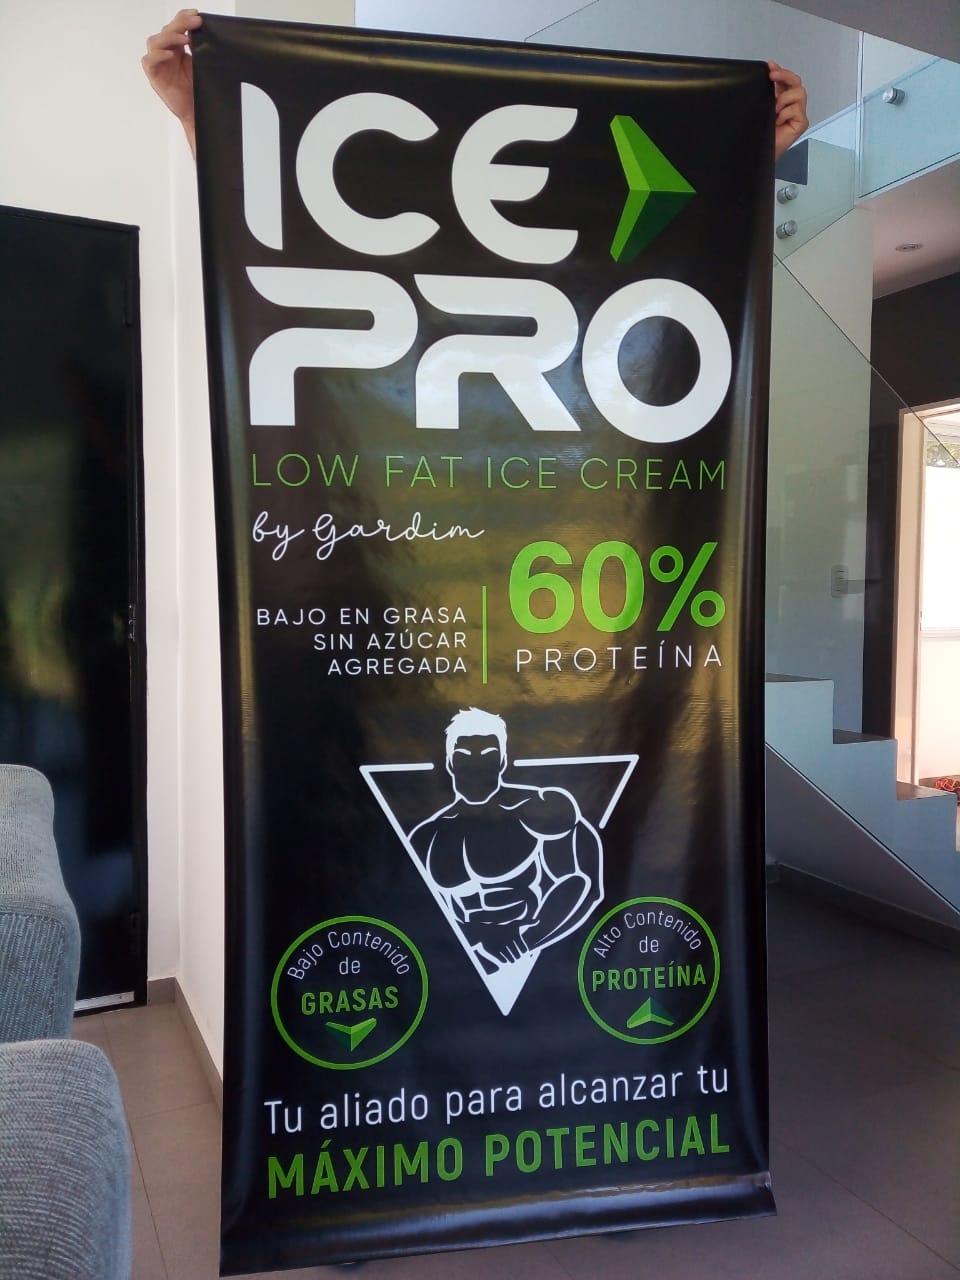 ICE
PRO
LOW FAT ICE CREAM
by Gardim
BAJO EN GRASA
SIN AZÚCAR
AGREGADA
60%
PROTEÍNA
Bajo Contenido
de
GRASAS
Alto Contenido
de
PROTEÍNA
Tu aliado para alcanzar tu
MÁXIMO POTENCIAL